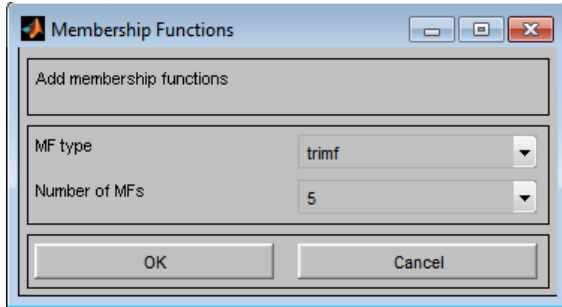 Membership Functions
Add membership functions
MF type
trimf
Number of MFs
5
OK
Cancel